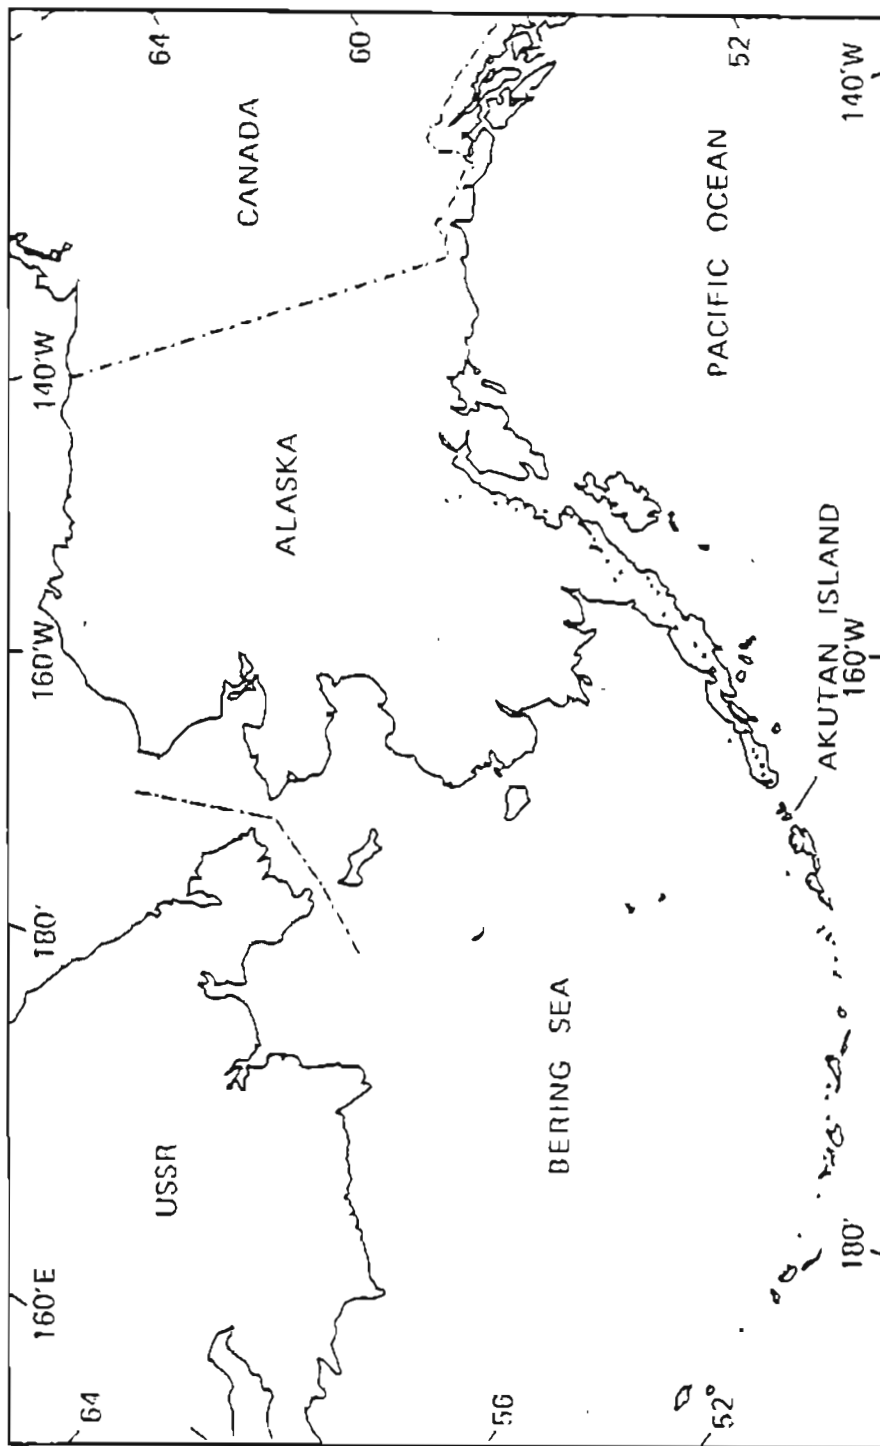 160'E
180'
160'W
140'W
64
64
USSR
CANADA
ALASKA
60
56
BERING SEA
PACIFIC OCEAN
52°
52
AKUTAN ISLAND
180'
160'W
140'W